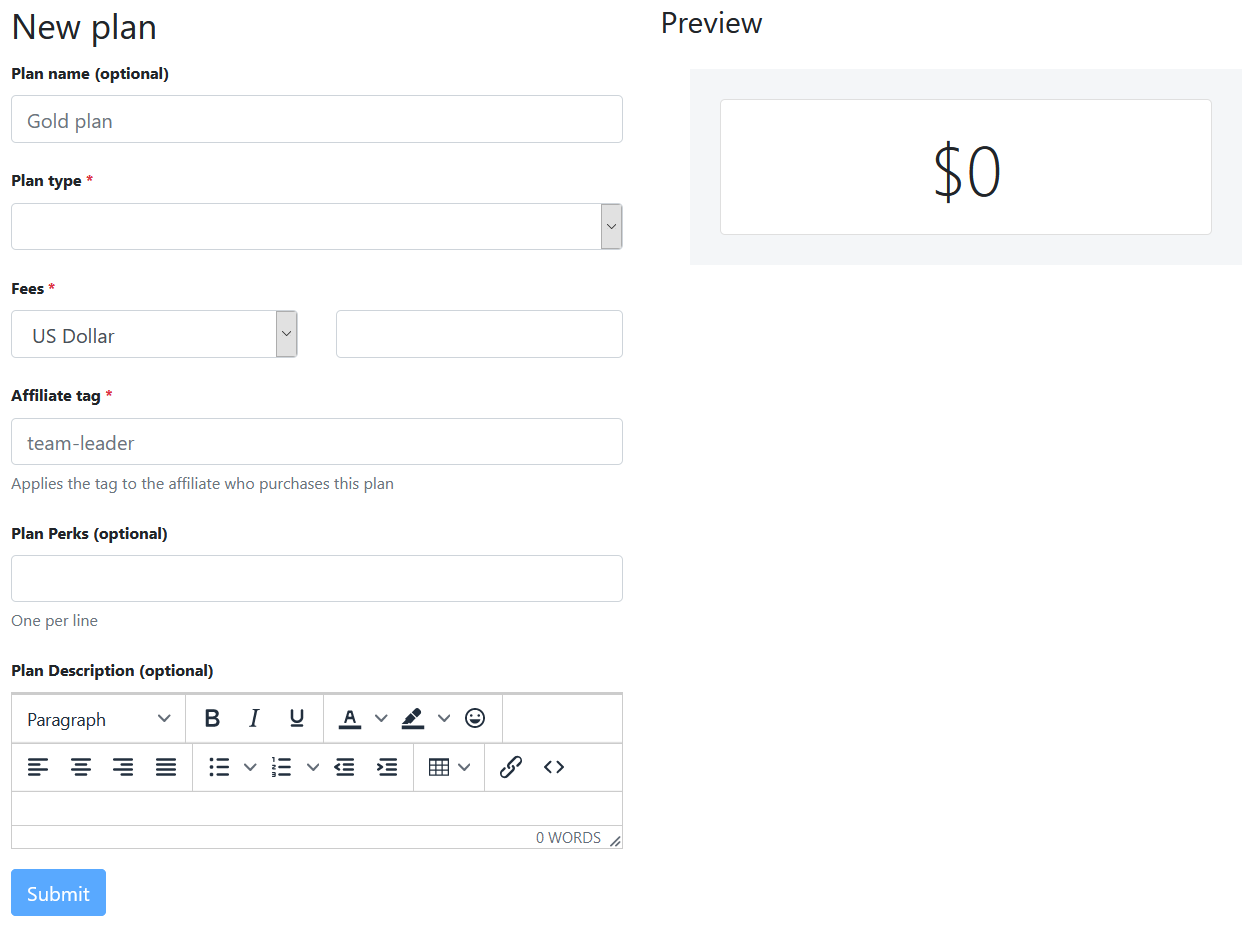 New plan
Plan name (optional)
Gold plan
Plan type *
Fees *
US Dollar
Affiliate tag *
team-leader
Applies the tag to the affiliate who purchases this plan
Plan Perks (optional)
One per line
Plan Description (optional)
Paragraph
B I U A
0 WORDS
Submit
Preview
$0